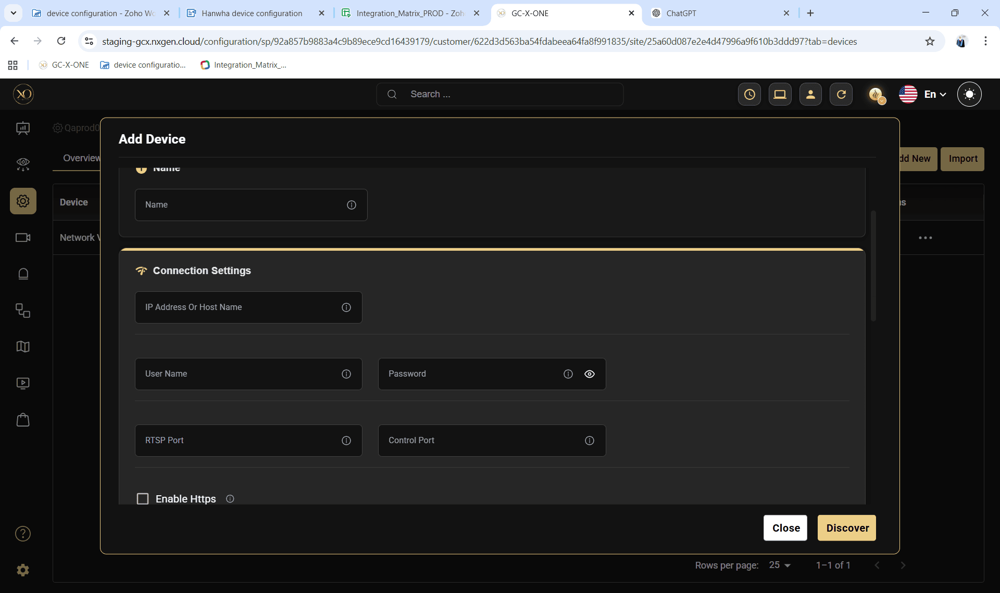 device configuration - Zoho Wo
Hanwha device configuration
Integration_Matrix_PROD - Zoh
GC-X-ONE
ChatGPT
staging-gcx.nxgen.cloud/configuration/sp/92a857b9883a4c9b89ece9cd16439179/customer/622d3d563ba54fdabeea64fa8f991835/site/25a60d087e2e4d47996a9f610b3ddd97?tab=devices
GC-X-ONE
device configuratio...
Integration_Matrix_...
XO
Search ...
En
Qaprod0
Add Device
Overview
dd New
Import
Name
Device
Name
Network V
Connection Settings
IP Address Or Host Name
User Name
Password
RTSP Port
Control Port
Enable Https
Close
Discover
Rows per page:
25
1–1 of 1